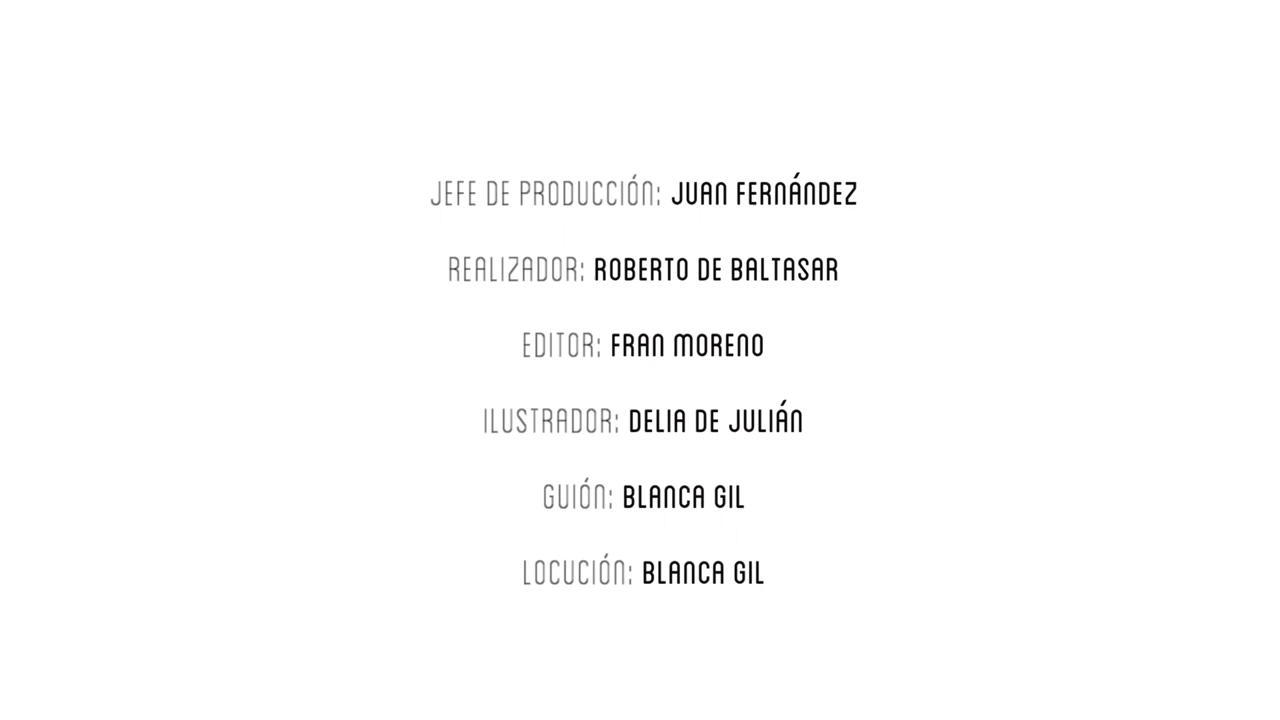 JEFE DE PRODUCCIÓN: JUAN FERNÁNDEZ
REALIZADOR: ROBERTO DE BALTASAR
EDITOR: FRAN MORENO
ILUSTRADOR: DELIA DE JULIÁN
GUIÓN: BLANCA GIL
LOCUCIÓN: BLANCA GIL